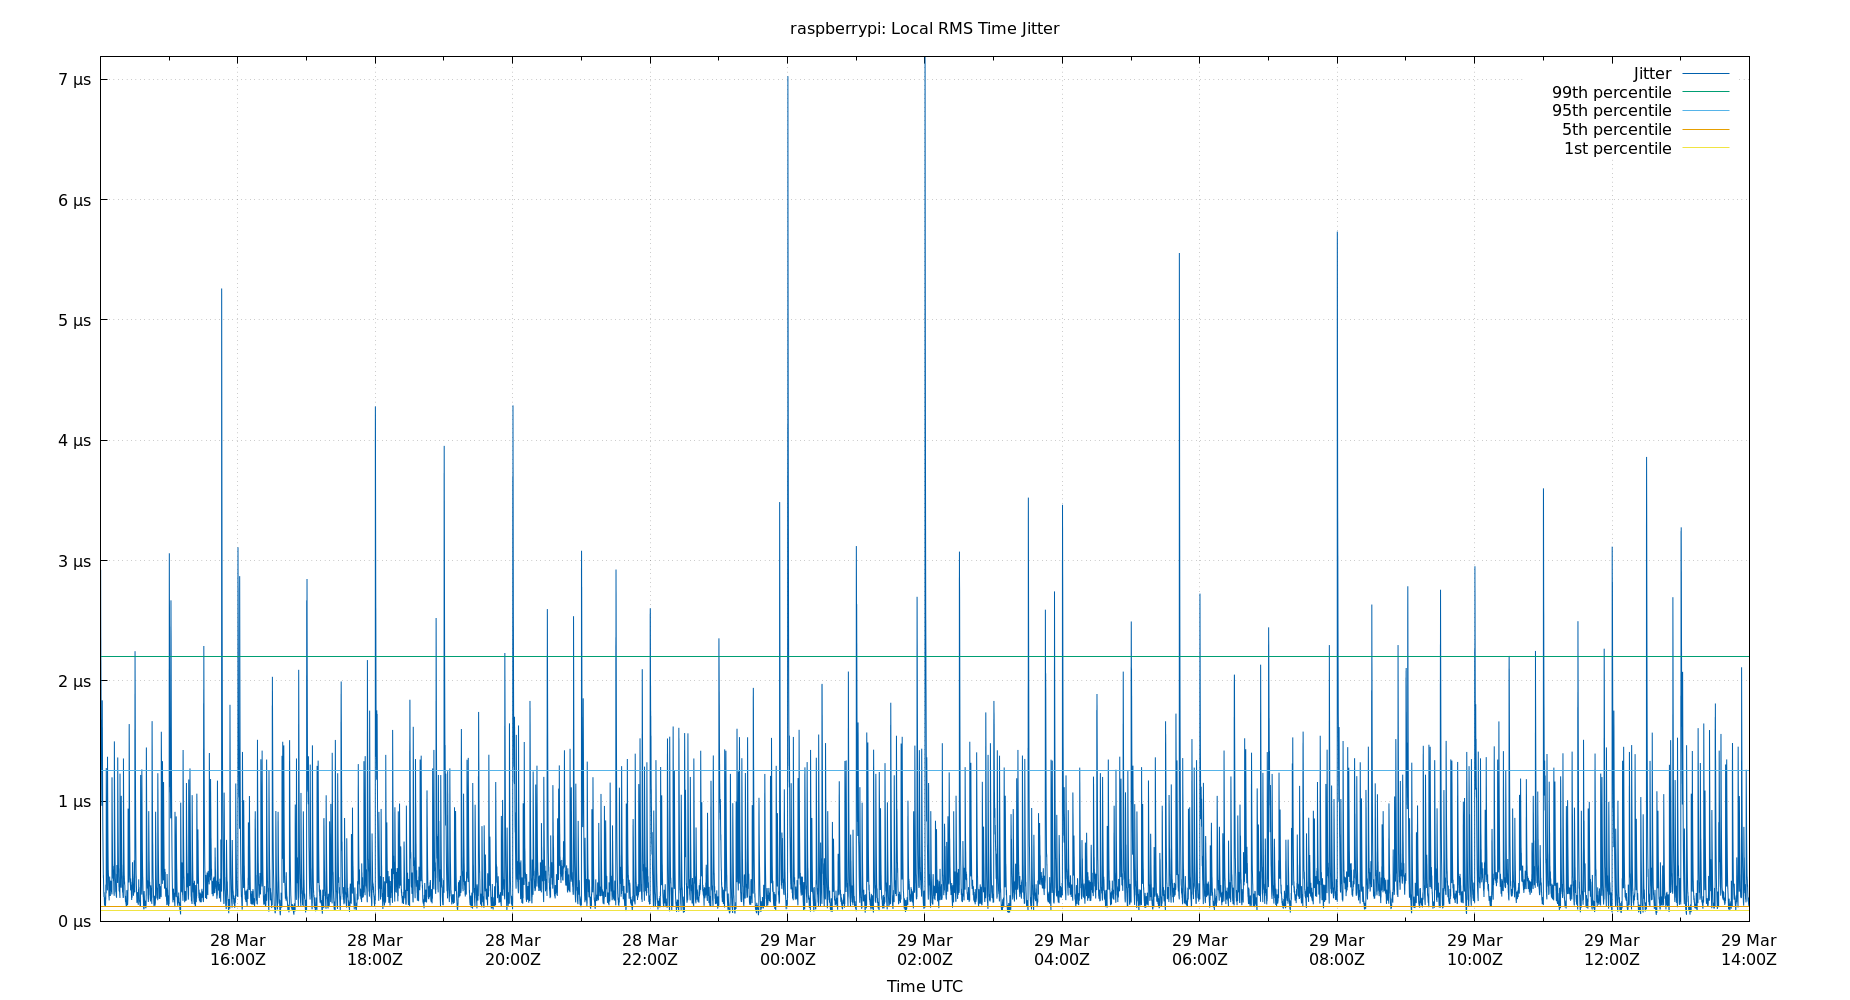 raspberrypi: Local RMS Time Jitter
7 µs
6 µs
5 µs
4 µs
3 µs
2 µs
1 µs
0 µs
Jitter
99th percentile
95th percentile
5th percentile
1st percentile
28 Mar
16:00Z
28 Mar
18:00Z
28 Mar
20:00Z
28 Mar
22:00Z
29 Mar
00:00Z
29 Mar
02:00Z
29 Mar
04:00Z
29 Mar
06:00Z
29 Mar
08:00Z
29 Mar
10:00Z
29 Mar
12:00Z
29 Mar
14:00Z
Time UTC